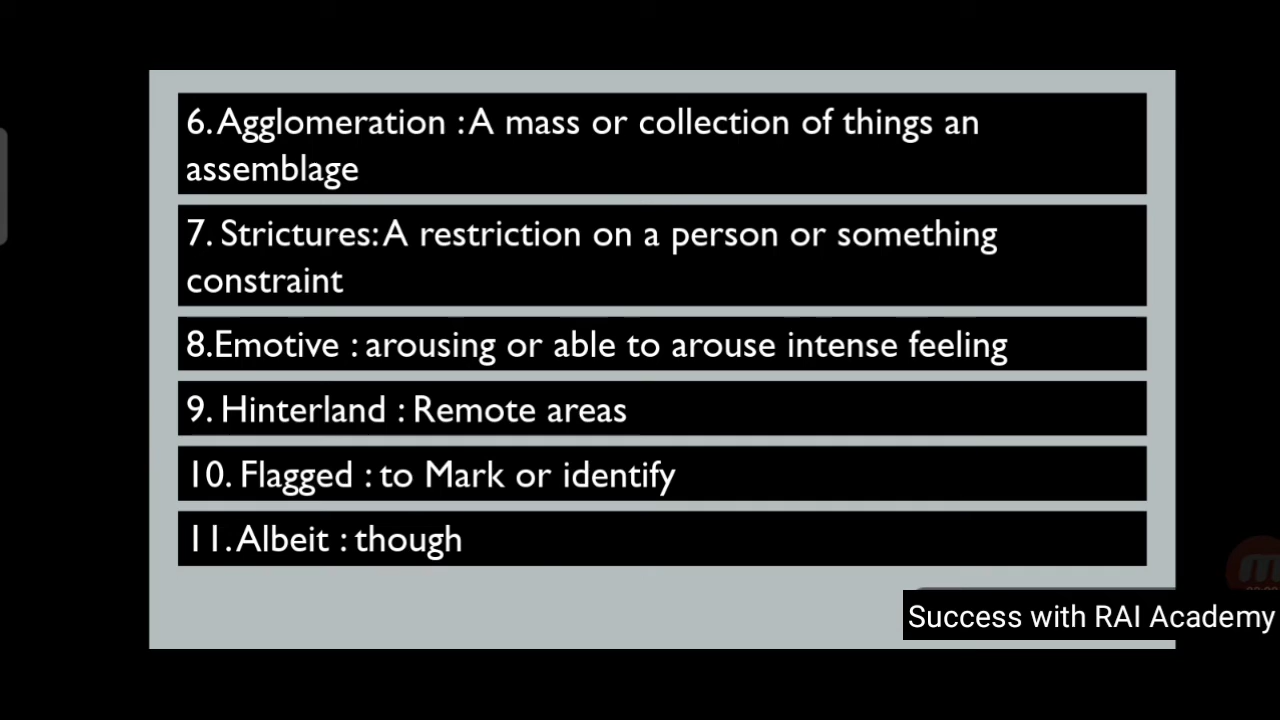 6. Agglomeration : A mass or collection of things an
assemblage
7. Strictures: A restriction on a person or something
constraint
8.Emotive : arousing or able to arouse intense feeling
9. Hinterland : Remote areas
10. Flagged : to Mark or identify
11. Albeit : though
Success with RAI Academy